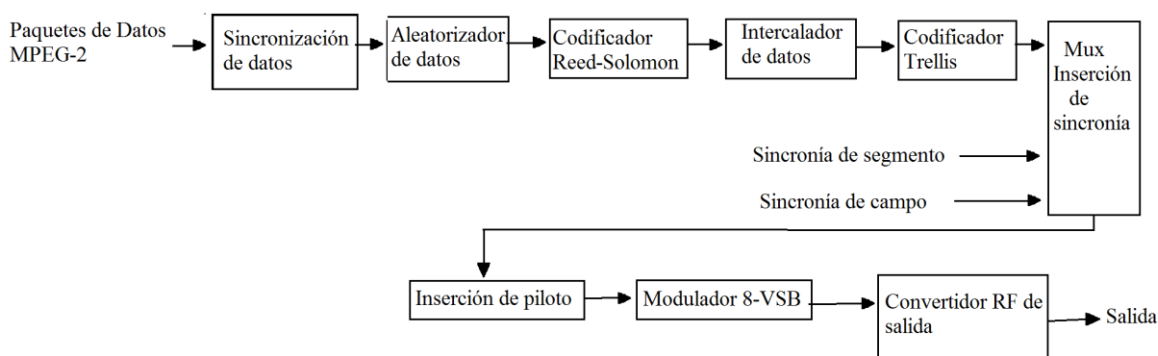 Paquetes de Datos
MPEG-2
Sincronización
de datos
Aleatorizador
de datos
Codificador
Reed-Solomon
Intercalador
de datos
Codificador
Trellis
Mux
Inserción
de
sincronía
Sincronía de segmento
Sincronía de campo
Inserción de piloto
Modulador 8-VSB
Convertidor RF de
salida
Salida